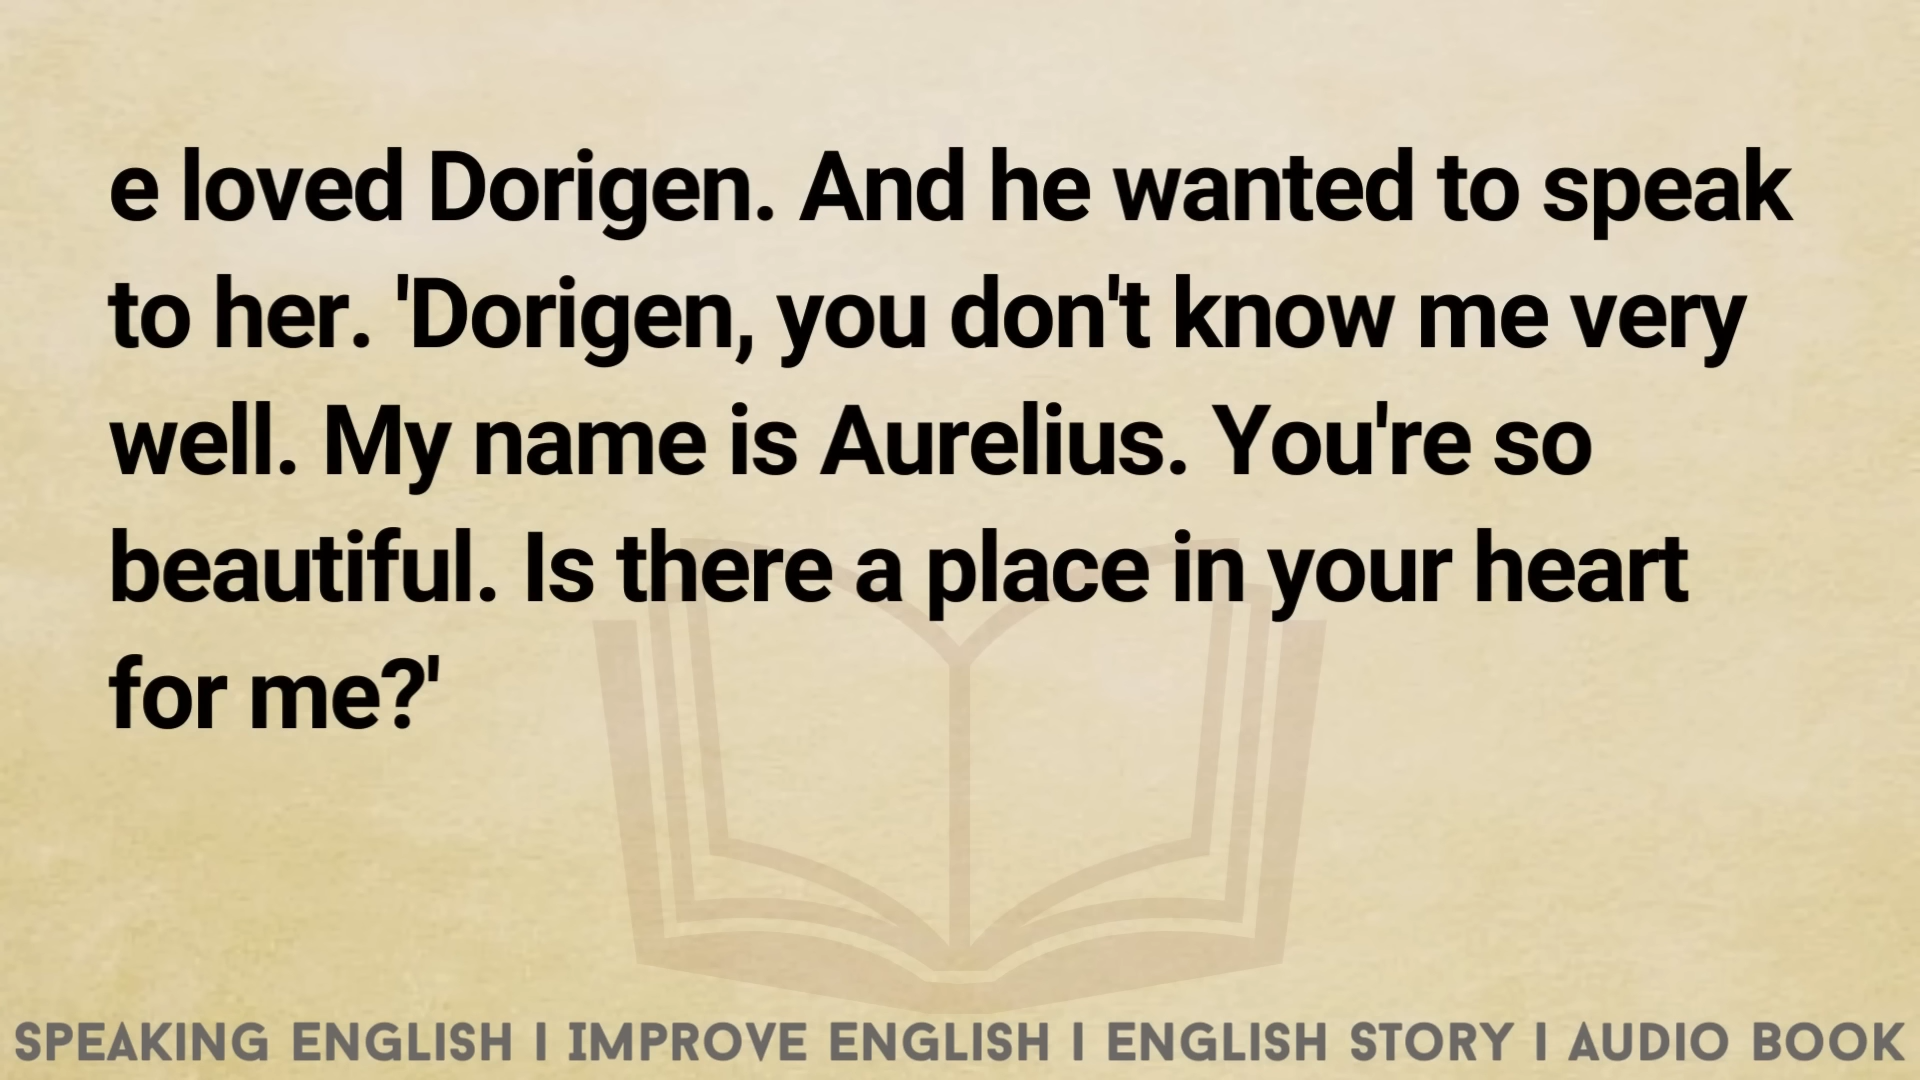 e loved Dorigen. And he wanted to speak
to her. 'Dorigen, you don't know me very
well. My name is Aurelius. You're so
beautiful. Is there a place in your heart
for me?'
SPEAKING ENGLISH I IMPROVE ENGLISH I ENGLISH STORY I AUDIO BOOK